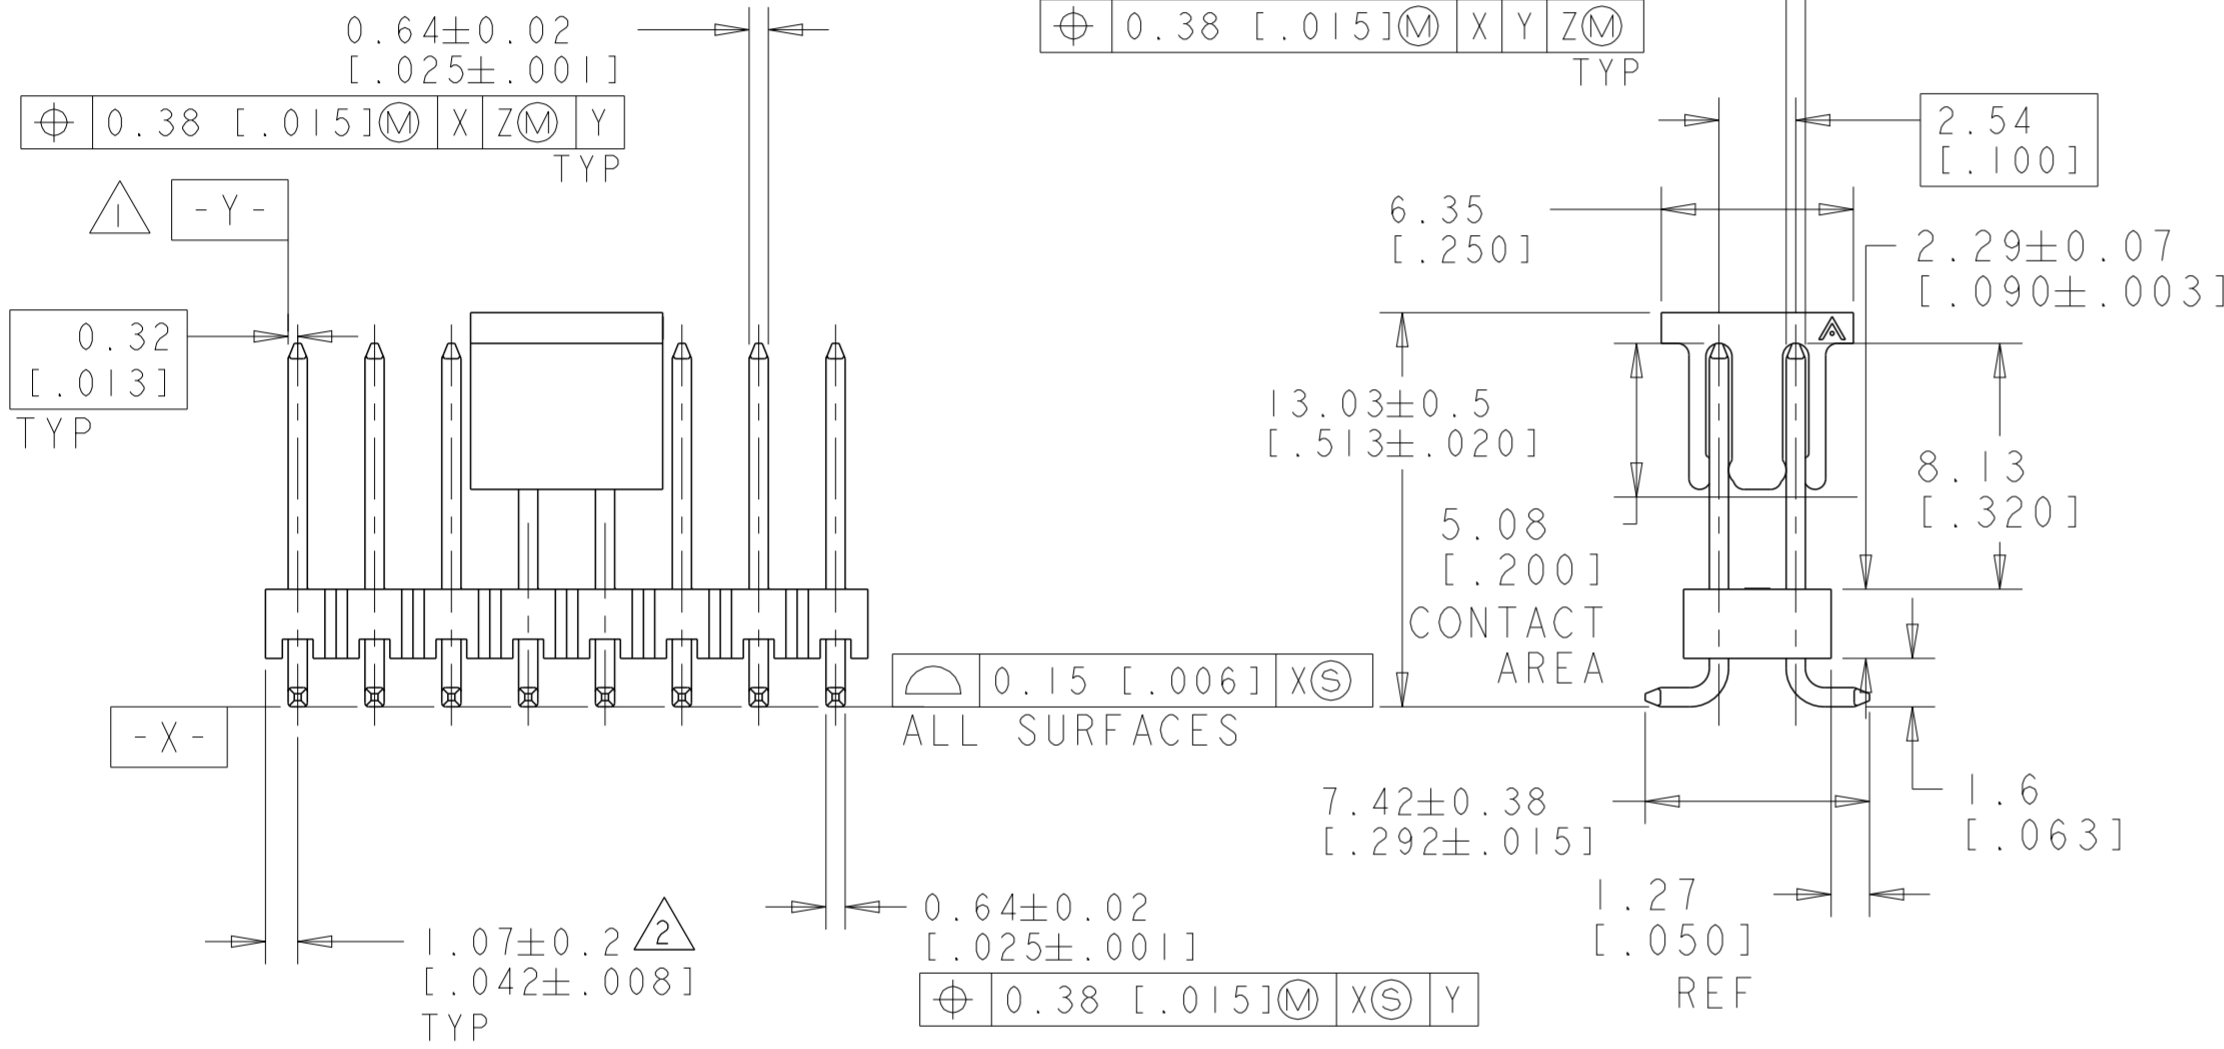 0.64±0.02
[.025±.001]
⌖ 0.38 [.015]Ⓜ X ZⓂ Y
TYP
⌖ 0.38 [.015]Ⓜ X Y ZⓂ
TYP
1
-Y-
0.32
[.013]
TYP
2.54
[.100]
6.35
[.250]
2.29±0.07
[.090±.003]
13.03±0.5
[.513±.020]
8.13
[.320]
5.08
[.200]
CONTACT
AREA
⌓ 0.15 [.006] XⓈ
ALL SURFACES
-X-
7.42±0.38
[.292±.015]
1.6
[.063]
1.27
[.050]
REF
1.07±0.2 2
[.042±.008]
TYP
0.64±0.02
[.025±.001]
⌖ 0.38 [.015]Ⓜ XⓈ Y